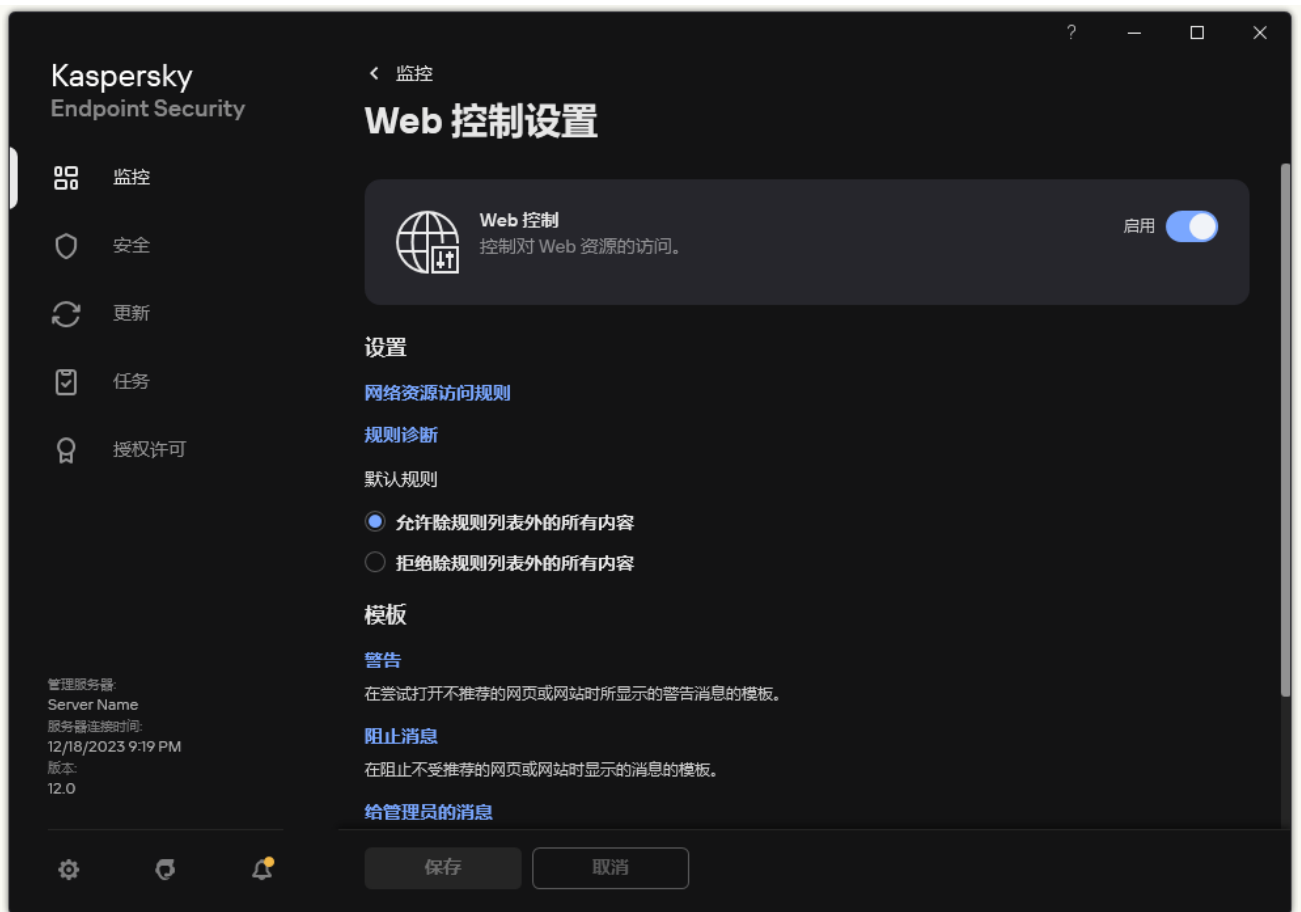 ?
Kaspersky
Endpoint Security
监控
安全
更新
任务
授权许可
管理服务器:
Server Name
服务器连接时间:
12/18/2023 9:19 PM
版本:
12.0
监控
Web 控制设置
Web 控制
控制对 Web 资源的访问。
启用
设置
网络资源访问规则
规则诊断
默认规则
允许除规则列表外的所有内容
拒绝除规则列表外的所有内容
模板
警告
在尝试打开不推荐的网页或网站时所显示的警告消息的模板。
阻止消息
在阻止不受推荐的网页或网站时显示的消息的模板。
给管理员的消息
保存
取消